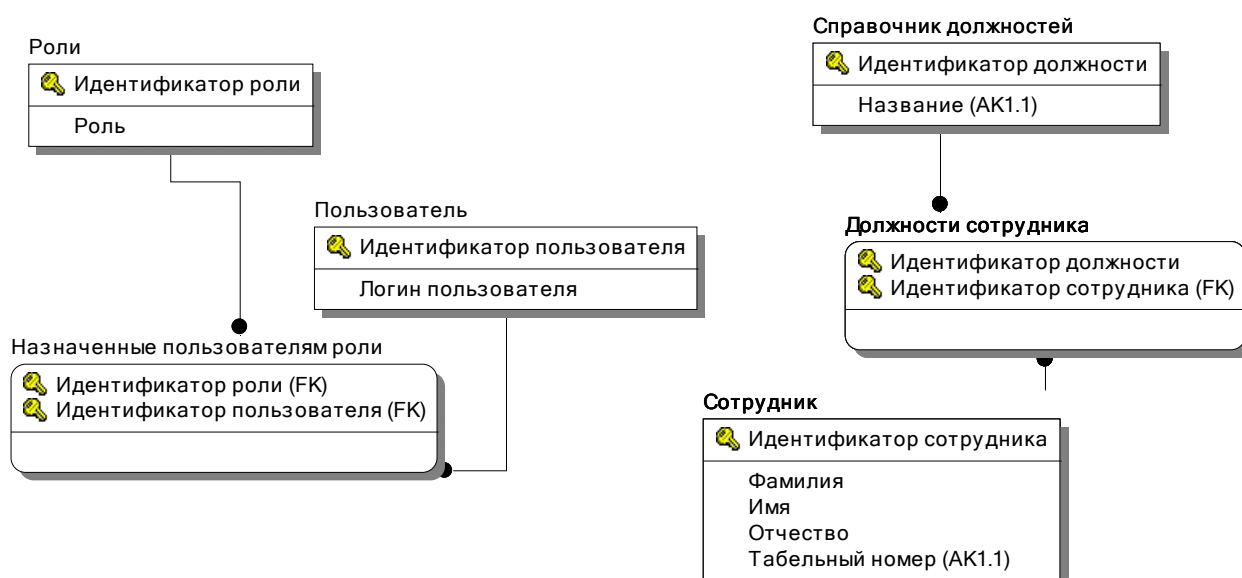 Роли
Идентификатор роли
Роль
Пользователь
Идентификатор пользователя
Логин пользователя
Назначенные пользователям роли
Идентификатор роли (FK)
Идентификатор пользователя (FK)
Справочник должностей
Идентификатор должности
Название (AK1.1)
Должности сотрудника
Идентификатор должности
Идентификатор сотрудника (FK)
Сотрудник
Идентификатор сотрудника
Фамилия
Имя
Отчество
Табельный номер (AK1.1)